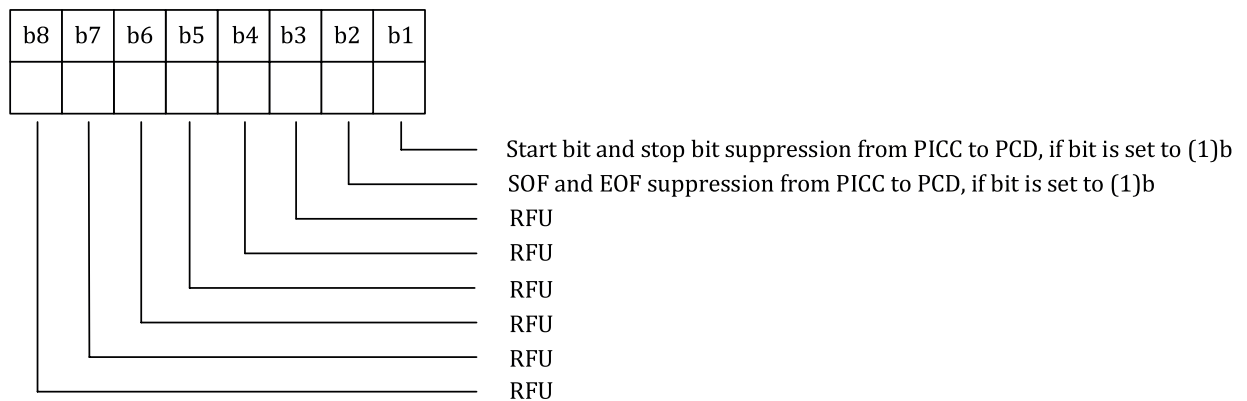 b8 b7 b6 b5 b4 b3 b2 b1
Start bit and stop bit suppression from PICC to PCD, if bit is set to (1)b
SOF and EOF suppression from PICC to PCD, if bit is set to (1)b
RFU
RFU
RFU
RFU
RFU
RFU